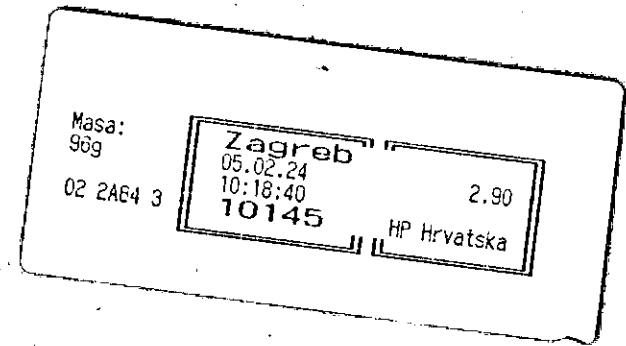 Masa:
96g
02 2A64 3
Zagreb
05.02.24
10:18:40
10145
2.90
HP Hrvatska